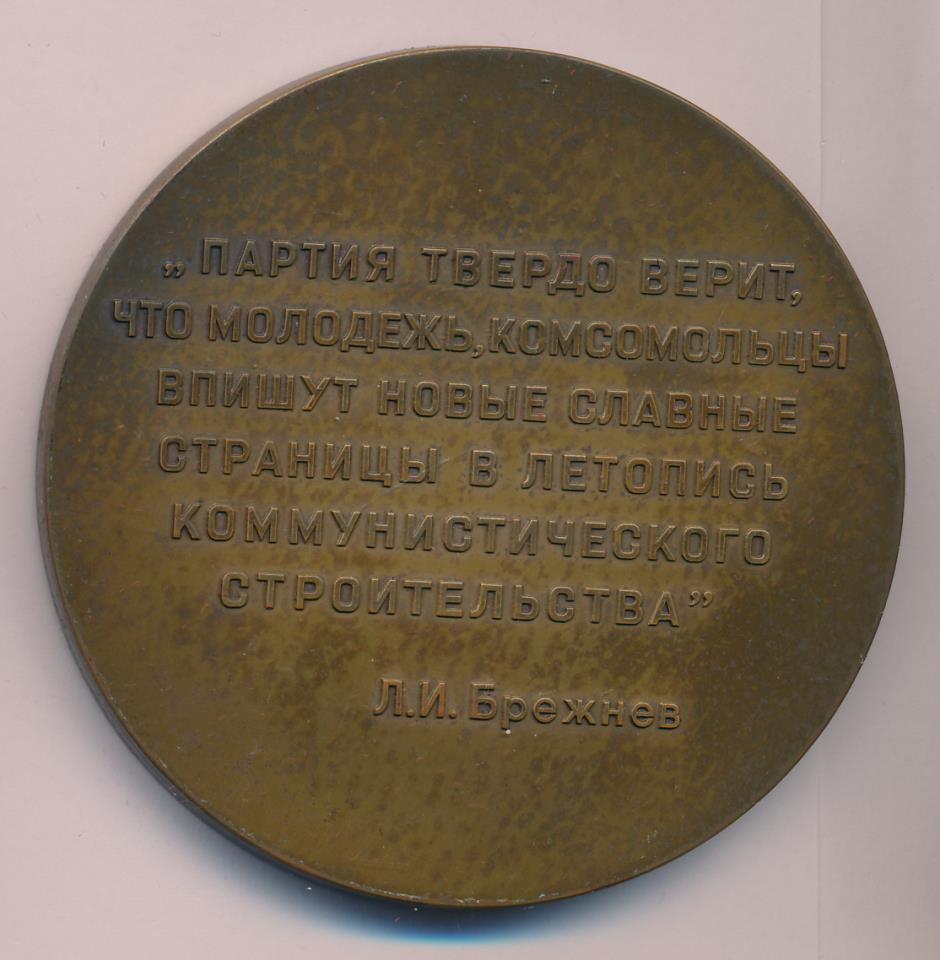 „ПАРТИЯ ТВЕРДО ВЕРИТ,
ЧТО МОЛОДЕЖЬ, КОМСОМОЛЬЦЫ
ВПИШУТ НОВЫЕ СЛАВНЫЕ
СТРАНИЦЫ В ЛЕТОПИСЬ
КОММУНИСТИЧЕСКОГО
СТРОИТЕЛЬСТВА”
Л.И. Брежнев